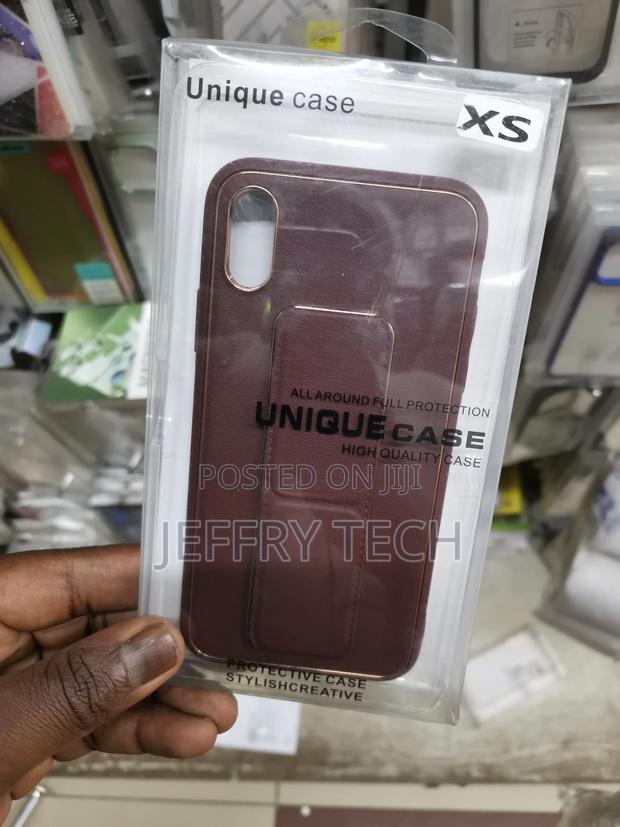 Unique case
XS
ALL AROUND FULL PROTECTION
UNIQUE CASE
HIGH QUALITY CASE
POSTED ON JIJI
JEFFRY TECH
PROTECTIVE CASE
STYLISHCREATIVE